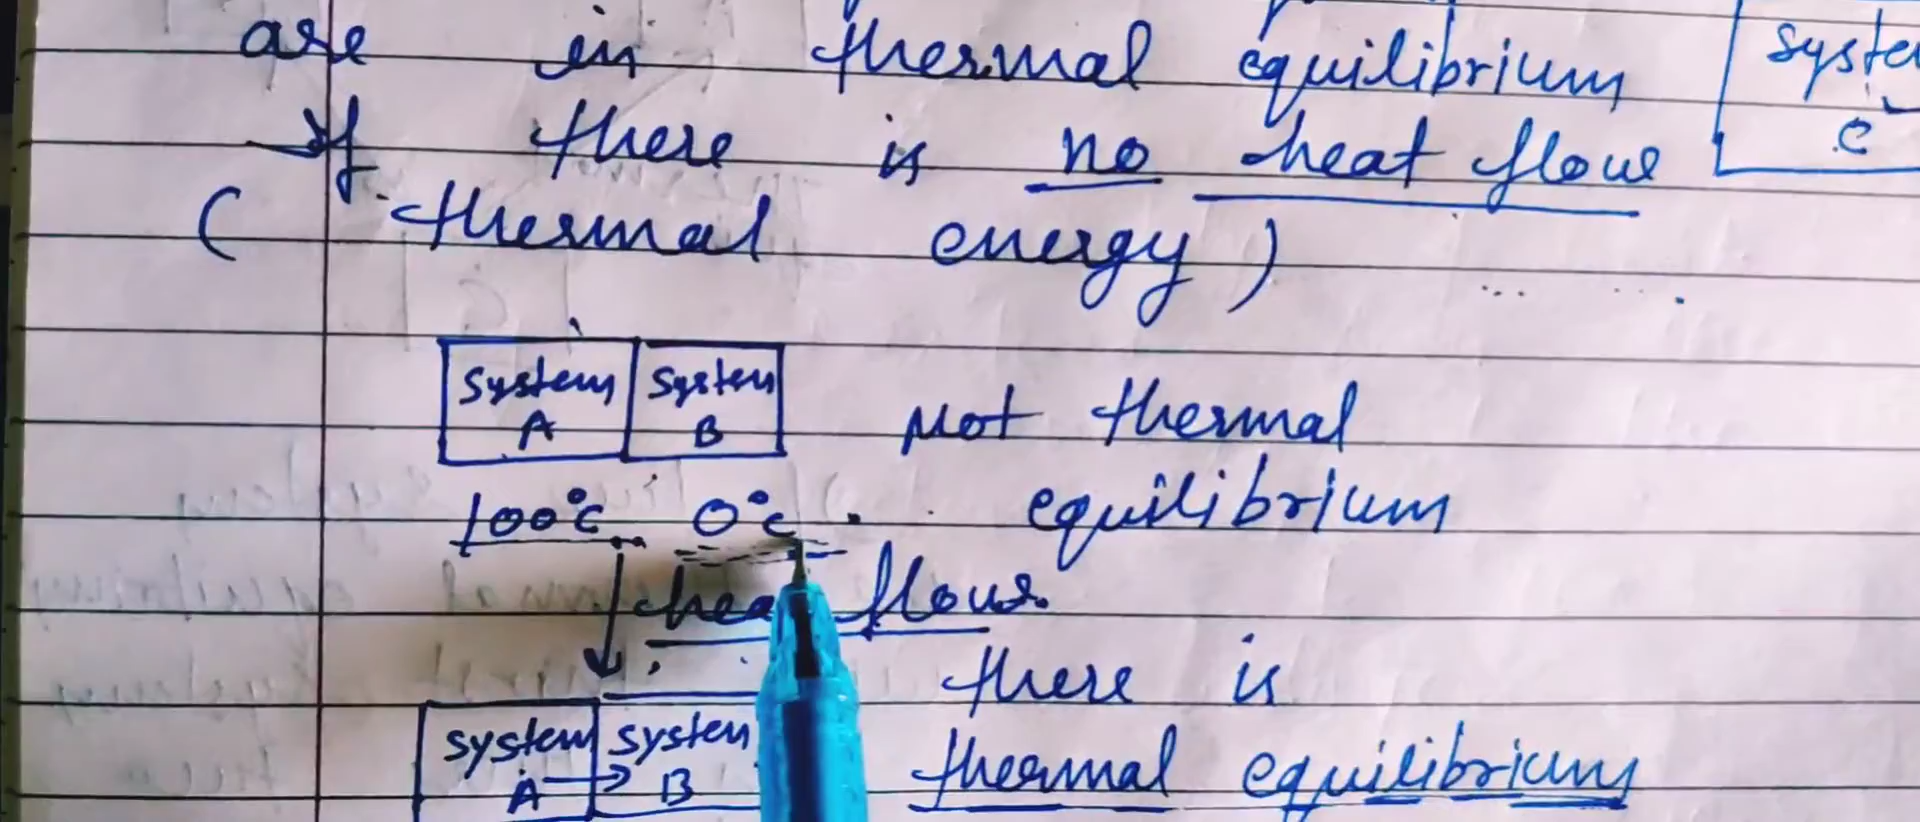 are in thermal equilibrium
syste
C
If there is no heat flow
( thermal energy )
System A System B Not thermal
100°C 0°C equilibrium
flow
there is
system A → system B thermal equilibrium